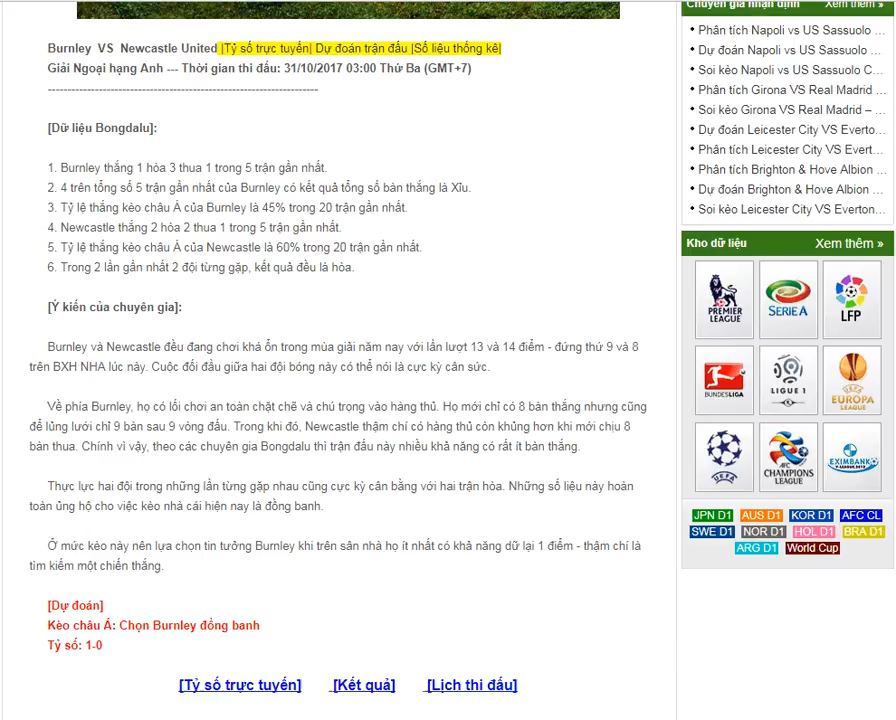 Burnley VS Newcastle United |Tỷ số trực tuyến| Dự đoán trận đấu |Số liệu thống kê|
Giải Ngoại hạng Anh --- Thời gian thi đấu: 31/10/2017 03:00 Thứ Ba (GMT+7)
--------------------------------------------------------------------
[Dữ liệu Bongdalu]:
1. Burnley thắng 1 hòa 3 thua 1 trong 5 trận gần nhất.
2. 4 trên tổng số 5 trận gần nhất của Burnley có kết quả tổng số bàn thắng là Xỉu.
3. Tỷ lệ thắng kèo châu Á của Burnley là 45% trong 20 trận gần nhất.
4. Newcastle thắng 2 hòa 2 thua 1 trong 5 trận gần nhất.
5. Tỷ lệ thắng kèo châu Á của Newcastle là 60% trong 20 trận gần nhất.
6. Trong 2 lần gần nhất 2 đội từng gặp, kết quả đều là hòa.
[Ý kiến của chuyên gia]:
Burnley và Newcastle đều đang chơi khá ổn trong mùa giải năm nay với lần lượt 13 và 14 điểm - đứng thứ 9 và 8
trên BXH NHA lúc này. Cuộc đối đầu giữa hai đội bóng này có thể nói là cực kỳ cân sức.
Về phía Burnley, họ có lối chơi an toàn chặt chẽ và chú trọng vào hàng thủ. Họ mới chỉ có 8 bàn thắng nhưng cũng
để lủng lưới chỉ 9 bàn sau 9 vòng đấu. Trong khi đó, Newcastle thậm chí có hàng thủ còn khủng hơn khi mới chịu 8
bàn thua. Chính vì vậy, theo các chuyên gia Bongdalu thì trận đấu này nhiều khả năng có rất ít bàn thắng.
Thực lực hai đội trong những lần từng gặp nhau cũng cực kỳ cân bằng với hai trận hòa. Những số liệu này hoàn
toàn ủng hộ cho việc kèo nhà cái hiện nay là đồng banh.
Ở mức kèo này nên lựa chọn tin tưởng Burnley khi trên sân nhà họ ít nhất có khả năng dữ lại 1 điểm - thậm chí là
tìm kiếm một chiến thắng.
[Dự đoán]
Kèo châu Á: Chọn Burnley đồng banh
Tỷ số: 1-0
[Tỷ số trực tuyến] [Kết quả] [Lịch thi đấu]
Chuyên gia nhận định Xem thêm »
Phân tích Napoli vs US Sassuolo ...
Dự đoán Napoli vs US Sassuolo ...
Soi kèo Napoli vs US Sassuolo C...
Phân tích Girona VS Real Madrid ...
Soi kèo Girona VS Real Madrid – ...
Dự đoán Leicester City VS Everto...
Phân tích Leicester City VS Evert...
Phân tích Brighton & Hove Albion ...
Dự đoán Brighton & Hove Albion ...
Soi kèo Leicester City VS Everton...
Kho dữ liệu Xem thêm »
PREMIER
LEAGUE
SERIE A
LFP
BUNDESLIGA
LIGUE 1
UEFA
EUROPA
LEAGUE
UEFA
AFC
CHAMPIONS
LEAGUE
EXIMBANK
JPN D1 AUS D1 KOR D1 AFC CL
SWE D1 NOR D1 HOL D1 BRA D1
ARG D1 World Cup